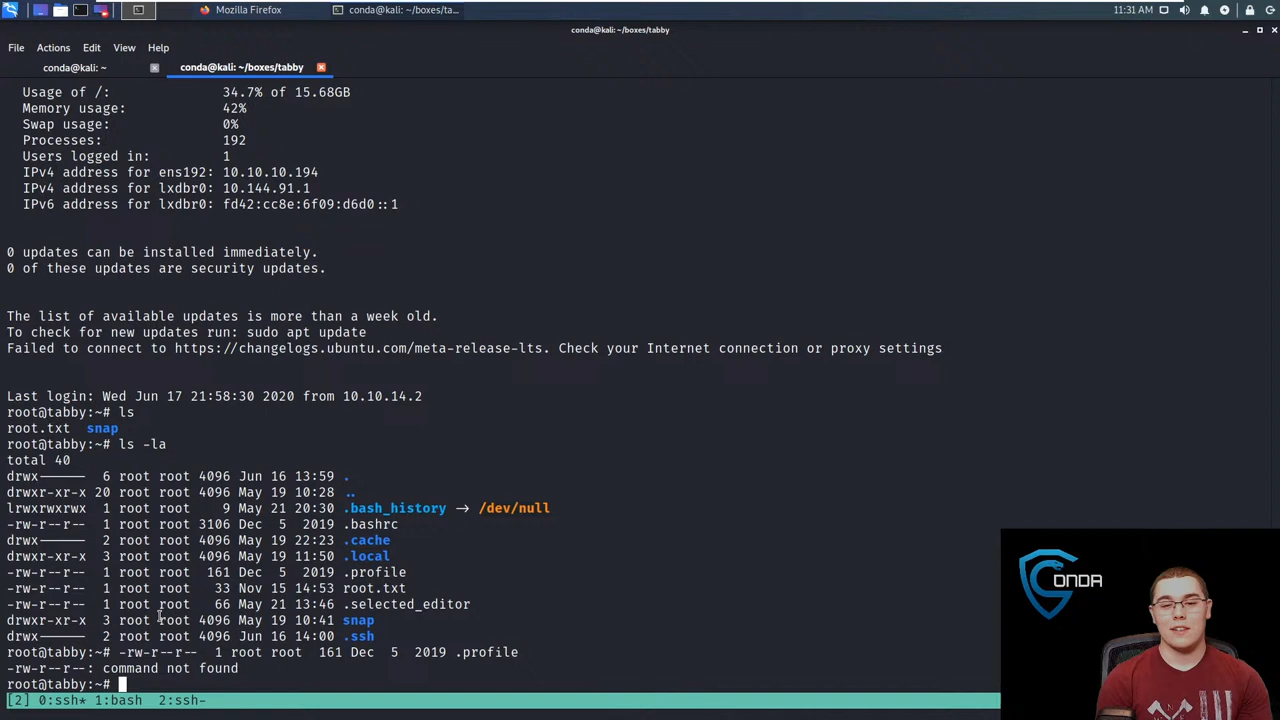 Mozilla Firefox
conda@kali: ~/boxes/ta...
11:31 AM
conda@kali: ~/boxes/tabby
File Actions Edit View Help
conda@kali: ~
conda@kali: ~/boxes/tabby
Usage of /: 34.7% of 15.68GB
Memory usage: 42%
Swap usage: 0%
Processes: 192
Users logged in: 1
IPv4 address for ens192: 10.10.10.194
IPv4 address for lxdbr0: 10.144.91.1
IPv6 address for lxdbr0: fd42:cc8e:6f09:d6d0::1
0 updates can be installed immediately.
0 of these updates are security updates.
The list of available updates is more than a week old.
To check for new updates run: sudo apt update
Failed to connect to https://changelogs.ubuntu.com/meta-release-lts. Check your Internet connection or proxy settings
Last login: Wed Jun 17 21:58:30 2020 from 10.10.14.2
root@tabby:~# ls
root.txt snap
root@tabby:~# ls -la
total 40
drwx------ 6 root root 4096 Jun 16 13:59 .
drwxr-xr-x 20 root root 4096 May 19 10:28 ..
lrwxrwxrwx 1 root root 9 May 21 20:30 .bash_history -> /dev/null
-rw-r--r-- 1 root root 3106 Dec 5 2019 .bashrc
drwx------ 2 root root 4096 May 19 22:23 .cache
drwxr-xr-x 3 root root 4096 May 19 11:50 .local
-rw-r--r-- 1 root root 161 Dec 5 2019 .profile
-rw-r--r-- 1 root root 33 Nov 15 14:53 root.txt
-rw-r--r-- 1 root root 66 May 21 13:46 .selected_editor
drwxr-xr-x 3 root root 4096 May 19 10:41 snap
drwx------ 2 root root 4096 Jun 16 14:00 .ssh
root@tabby:~# -rw-r--r-- 1 root root 161 Dec 5 2019 .profile
-rw-r--r--: command not found
root@tabby:~#
[2] 0:ssh* 1:bash 2:ssh-
CONDA